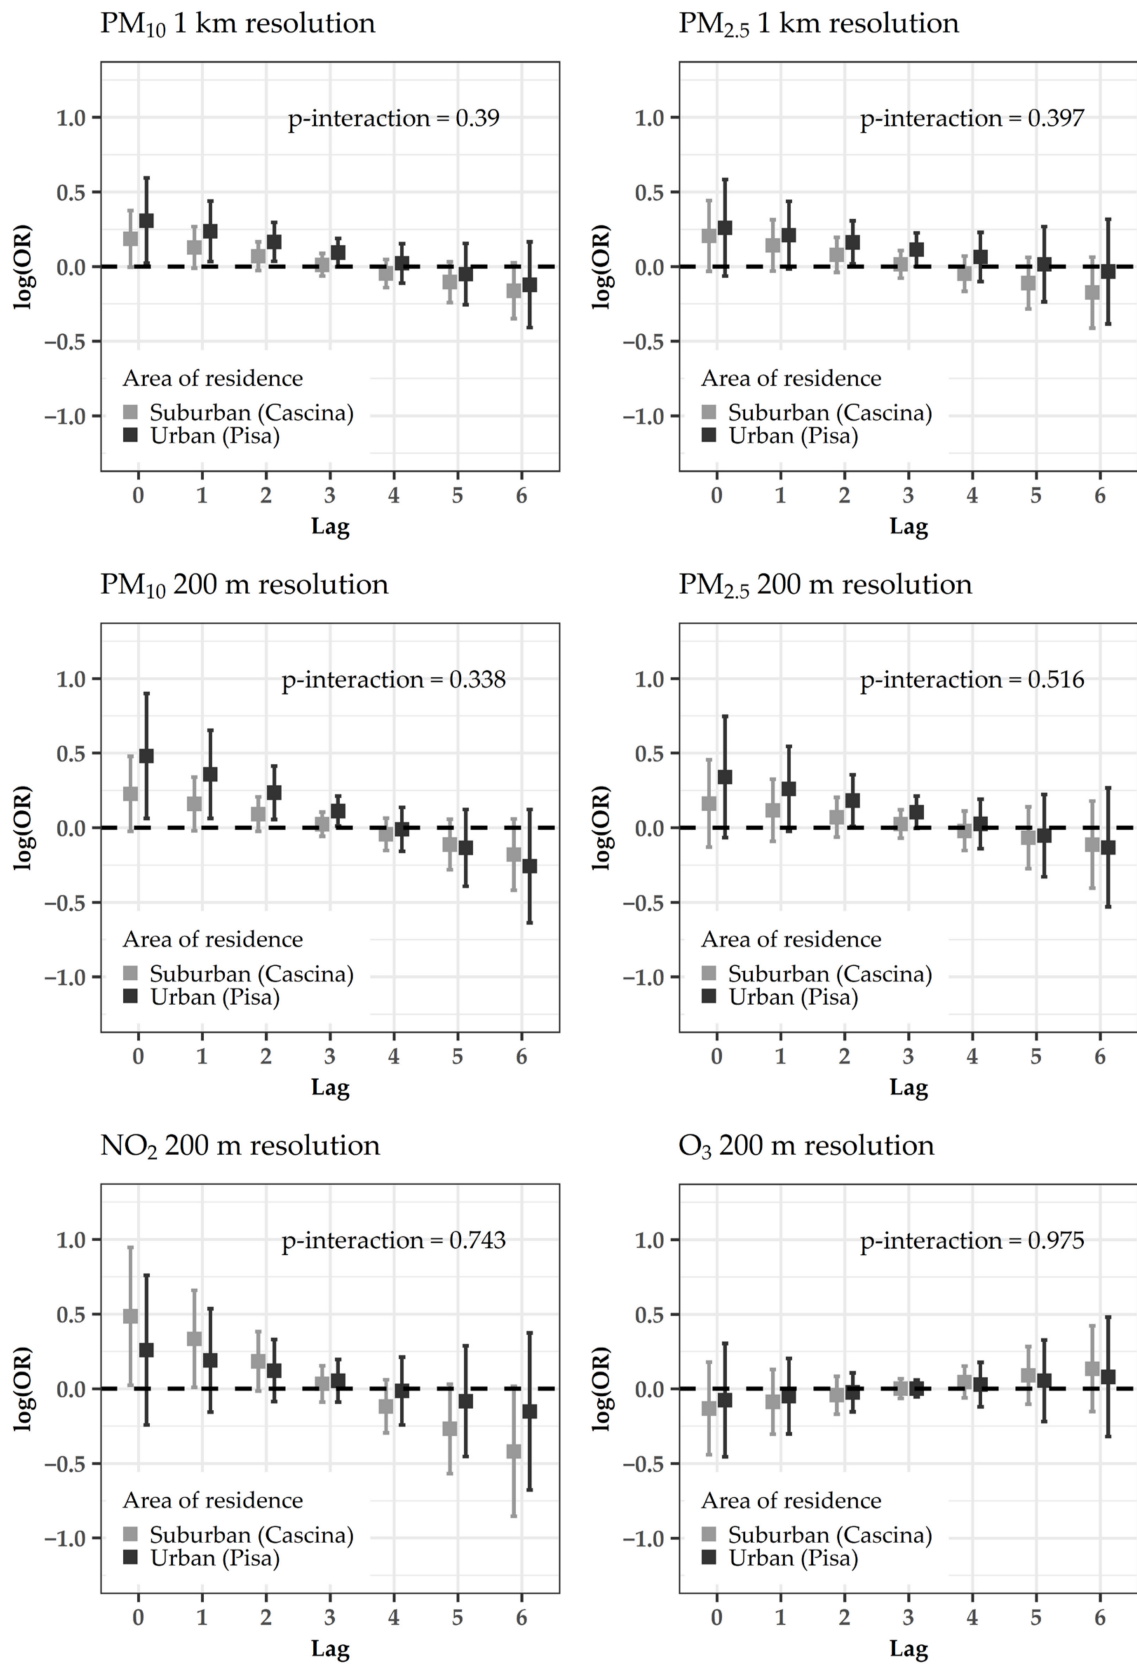 PM₁₀ 1 km resolution
log(OR)
1.0
0.5
0.0
−0.5
−1.0
p-interaction = 0.39
Area of residence
Suburban (Cascina)
Urban (Pisa)
0 1 2 3 4 5 6
Lag
PM₂.₅ 1 km resolution
log(OR)
1.0
0.5
0.0
−0.5
−1.0
p-interaction = 0.397
Area of residence
Suburban (Cascina)
Urban (Pisa)
0 1 2 3 4 5 6
Lag
PM₁₀ 200 m resolution
log(OR)
1.0
0.5
0.0
−0.5
−1.0
p-interaction = 0.338
Area of residence
Suburban (Cascina)
Urban (Pisa)
0 1 2 3 4 5 6
Lag
PM₂.₅ 200 m resolution
log(OR)
1.0
0.5
0.0
−0.5
−1.0
p-interaction = 0.516
Area of residence
Suburban (Cascina)
Urban (Pisa)
0 1 2 3 4 5 6
Lag
NO₂ 200 m resolution
log(OR)
1.0
0.5
0.0
−0.5
−1.0
p-interaction = 0.743
Area of residence
Suburban (Cascina)
Urban (Pisa)
0 1 2 3 4 5 6
Lag
O₃ 200 m resolution
log(OR)
1.0
0.5
0.0
−0.5
−1.0
p-interaction = 0.975
Area of residence
Suburban (Cascina)
Urban (Pisa)
0 1 2 3 4 5 6
Lag